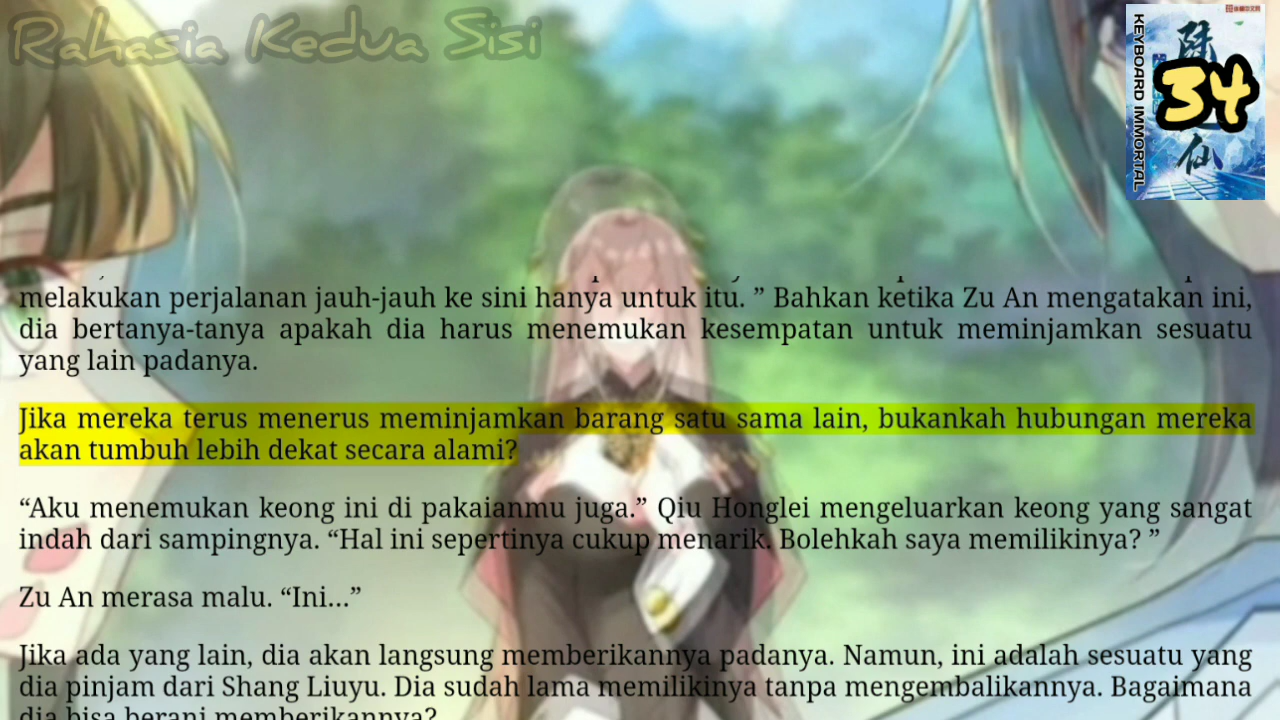 Rahasia Kedua Sisi
KEYBOARD IMMORTAL
34
仙
melakukan perjalanan jauh-jauh ke sini hanya untuk itu. ” Bahkan ketika Zu An mengatakan ini,
dia bertanya-tanya apakah dia harus menemukan kesempatan untuk meminjamkan sesuatu
yang lain padanya.
Jika mereka terus menerus meminjamkan barang satu sama lain, bukankah hubungan mereka
akan tumbuh lebih dekat secara alami?
“Aku menemukan keong ini di pakaianmu juga.” Qiu Honglei mengeluarkan keong yang sangat
indah dari sampingnya. “Hal ini sepertinya cukup menarik. Bolehkah saya memilikinya? ”
Zu An merasa malu. “Ini…”
Jika ada yang lain, dia akan langsung memberikannya padanya. Namun, ini adalah sesuatu yang
dia pinjam dari Shang Liuyu. Dia sudah lama memilikinya tanpa mengembalikannya. Bagaimana
dia bisa berani memberikannya?